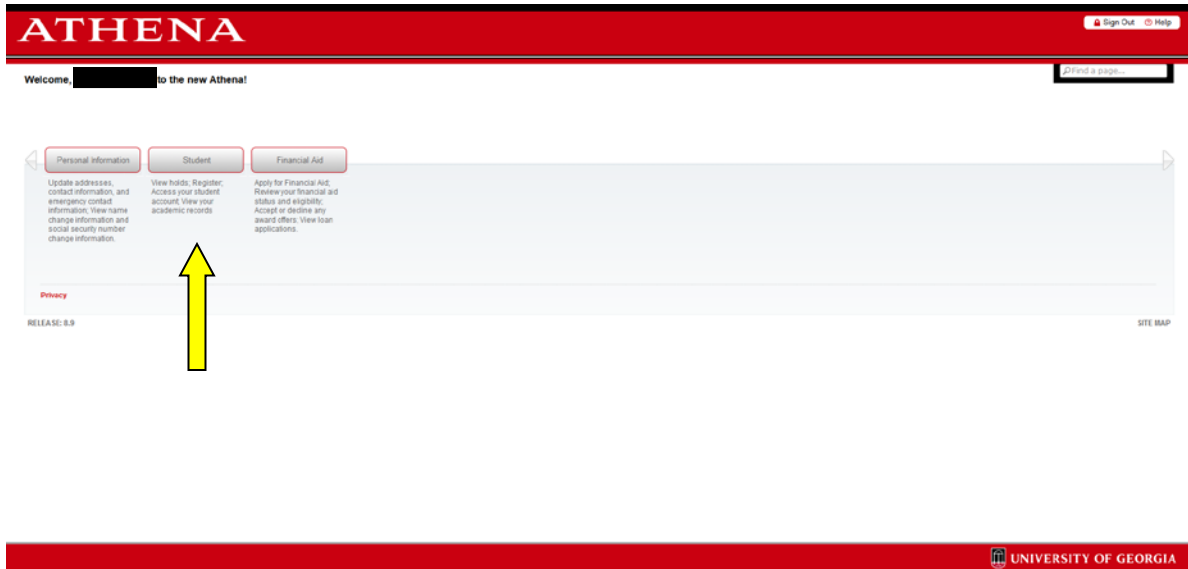 ATHENA
Sign Out Help
Welcome, to the new Athena!
Find a page...
Personal Information
Update addresses,
contact information, and
emergency contact
information; View name
change information and
social security number
change information.
Student
View holds; Register;
Access your student
account; View your
academic records
Financial Aid
Apply for Financial Aid;
Review your financial aid
status and eligibility;
Accept or decline any
award offers; View loan
applications.
Privacy
RELEASE: 8.9
SITE MAP
UNIVERSITY OF GEORGIA